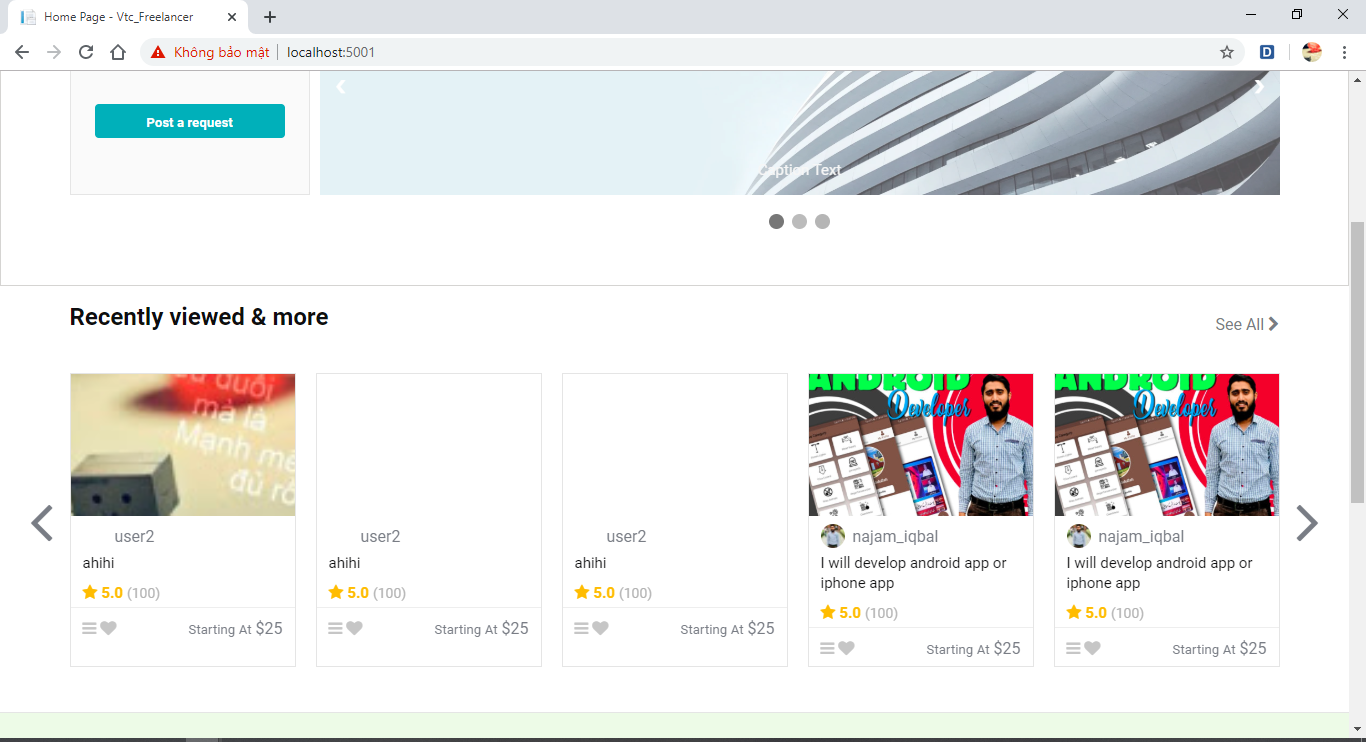 Home Page - Vtc_Freelancer
Không bảo mật
localhost:5001
D
Post a request
Caption Text
Recently viewed & more
See All
đuổi
mà là
Mạnh mẽ
đủ rồ
user2
ahihi
5.0 (100)
Starting At $25
user2
ahihi
5.0 (100)
Starting At $25
user2
ahihi
5.0 (100)
Starting At $25
ANDROID
Developer
najam_iqbal
I will develop android app or
iphone app
5.0 (100)
Starting At $25
ANDROID
Developer
najam_iqbal
I will develop android app or
iphone app
5.0 (100)
Starting At $25